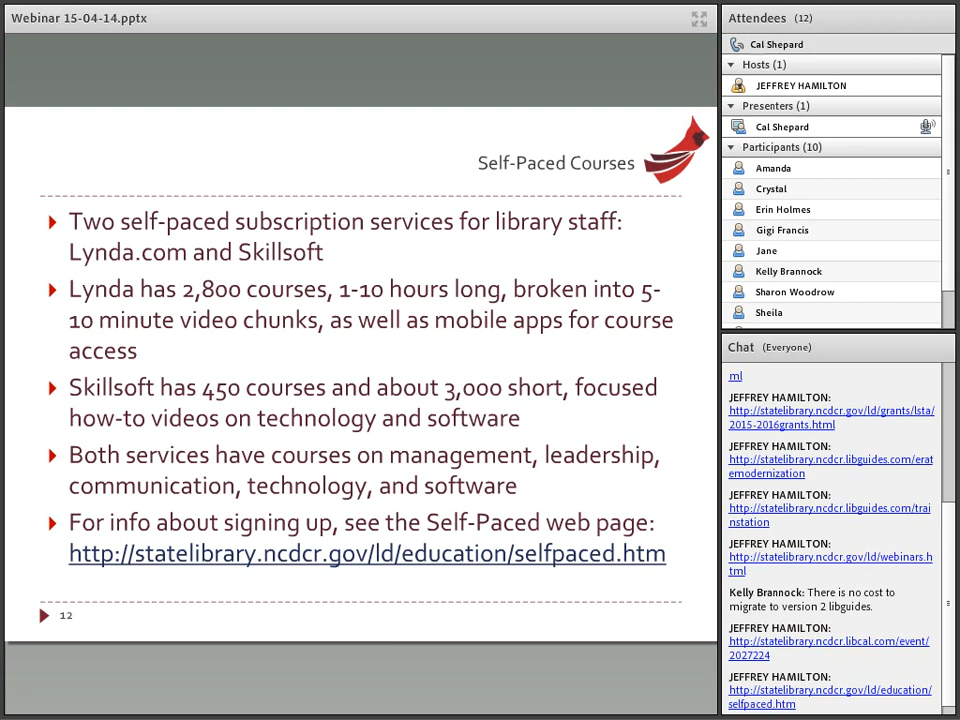 Webinar 15-04-14.pptx
Self-Paced Courses
Two self-paced subscription services for library staff:
Lynda.com and Skillsoft
Lynda has 2,800 courses, 1-10 hours long, broken into 5-
10 minute video chunks, as well as mobile apps for course
access
Skillsoft has 450 courses and about 3,000 short, focused
how-to videos on technology and software
Both services have courses on management, leadership,
communication, technology, and software
For info about signing up, see the Self-Paced web page:
http://statelibrary.ncdcr.gov/ld/education/selfpaced.htm
12
Attendees (12)
Cal Shepard
Hosts (1)
JEFFREY HAMILTON
Presenters (1)
Cal Shepard
Participants (10)
Amanda
Crystal
Erin Holmes
Gigi Francis
Jane
Kelly Brannock
Sharon Woodrow
Sheila
Chat (Everyone)
ml
JEFFREY HAMILTON:
http://statelibrary.ncdcr.gov/ld/grants/lsta/
2015-2016grants.html
JEFFREY HAMILTON:
http://statelibrary.ncdcr.libguides.com/erat
emodernization
JEFFREY HAMILTON:
http://statelibrary.ncdcr.libguides.com/trai
nstation
JEFFREY HAMILTON:
http://statelibrary.ncdcr.gov/ld/webinars.h
tml
Kelly Brannock: There is no cost to
migrate to version 2 libguides.
JEFFREY HAMILTON:
http://statelibrary.ncdcr.libcal.com/event/
2027224
JEFFREY HAMILTON:
http://statelibrary.ncdcr.gov/ld/education/
selfpaced.htm